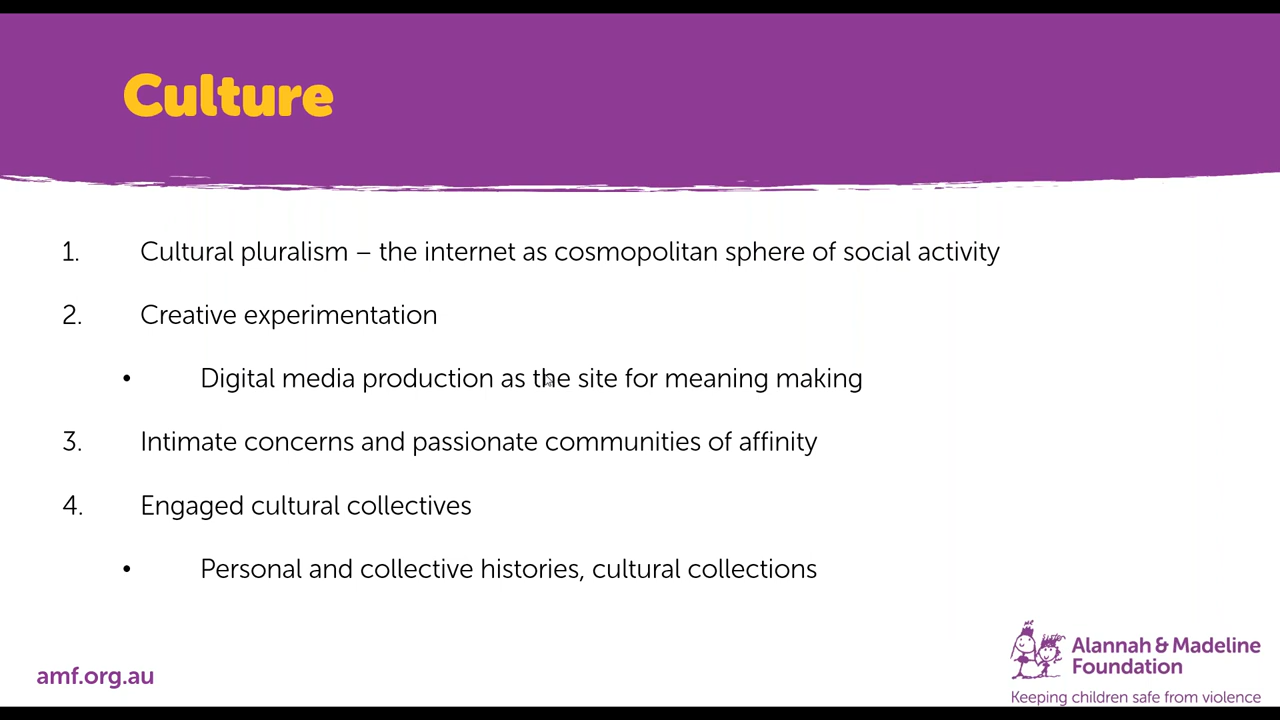 Culture
1. Cultural pluralism – the internet as cosmopolitan sphere of social activity
2. Creative experimentation
• Digital media production as the site for meaning making
3. Intimate concerns and passionate communities of affinity
4. Engaged cultural collectives
• Personal and collective histories, cultural collections
amf.org.au
Alannah & Madeline
Foundation
Keeping children safe from violence